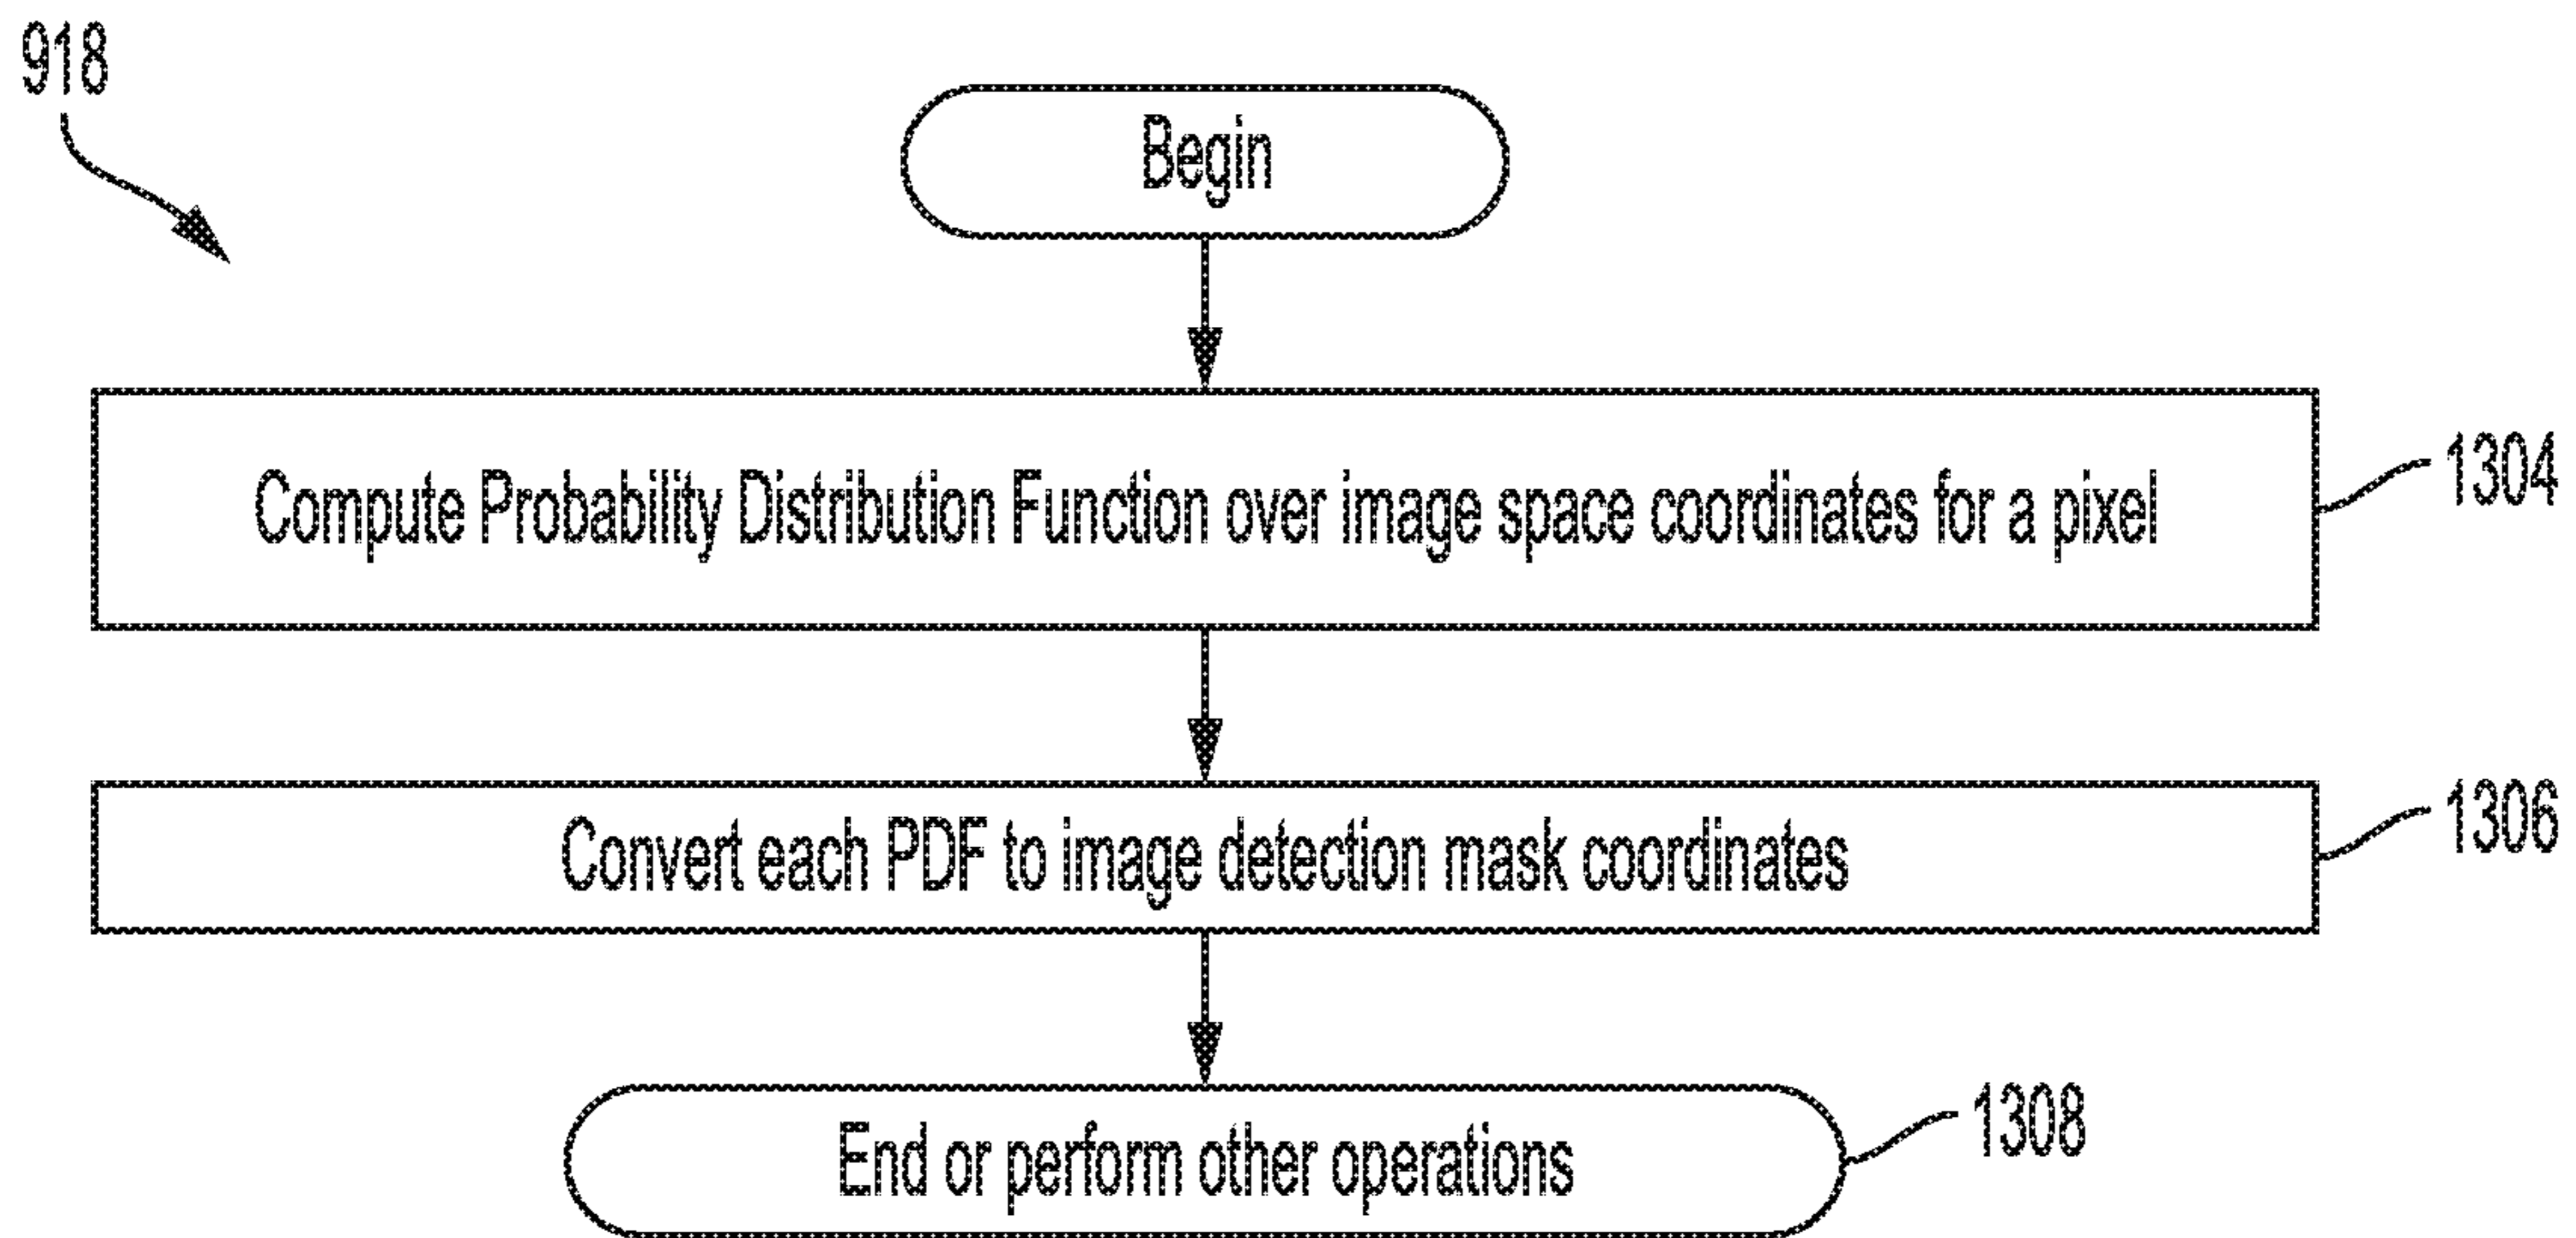 918
Begin
Compute Probability Distribution Function over image space coordinates for a pixel
1304
Convert each PDF to image detection mask coordinates
1306
End or perform other operations
1308